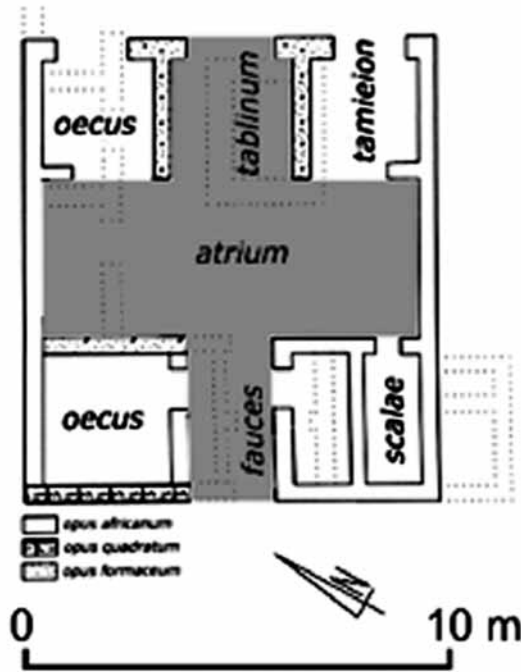 oecus
tablinum
tamieion
atrium
oecus
fauces
scalae
opus africanum
opus quadratum
opus formaceum
N
0
10 m